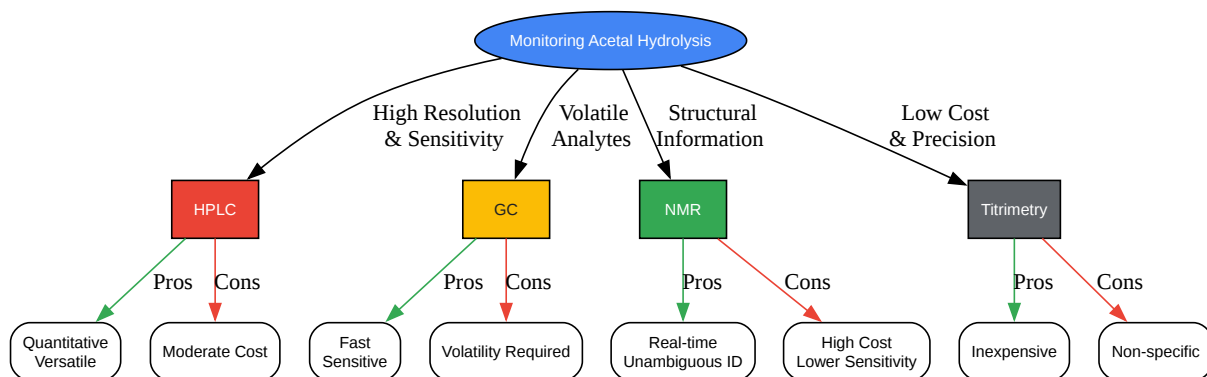 Monitoring Acetal Hydrolysis
High Resolution
& Sensitivity
Volatile
Analytes
Structural
Information
Low Cost
& Precision
HPLC
GC
NMR
Titrimetry
Pros
Cons
Pros
Cons
Pros
Cons
Pros
Cons
Quantitative
Versatile
Moderate Cost
Fast
Sensitive
Volatility Required
Real-time
Unambiguous ID
High Cost
Lower Sensitivity
Inexpensive
Non-specific